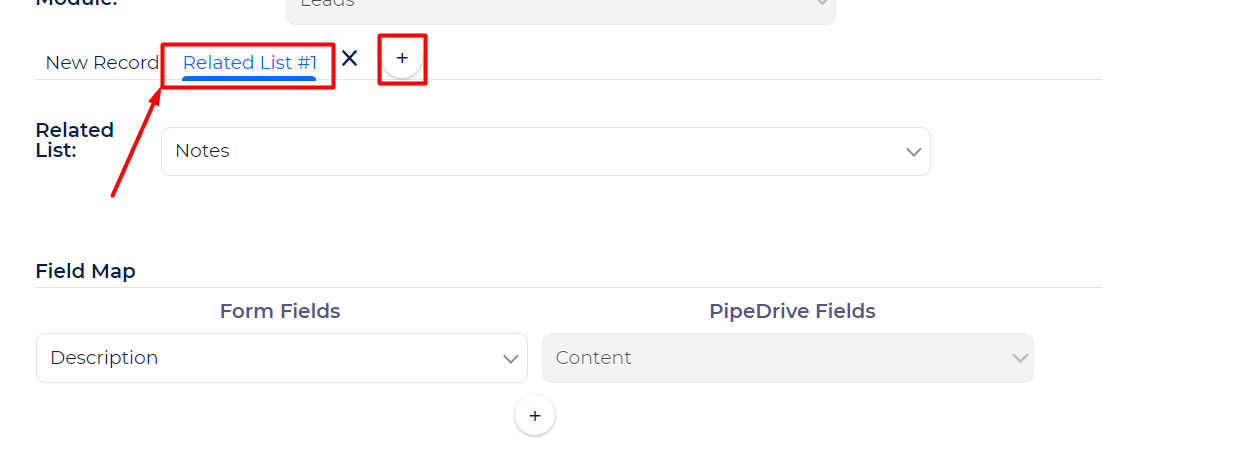 Module:
Leads
New Record
Related List #1
+
Related
List:
Notes
Field Map
Form Fields
PipeDrive Fields
Description
Content
+